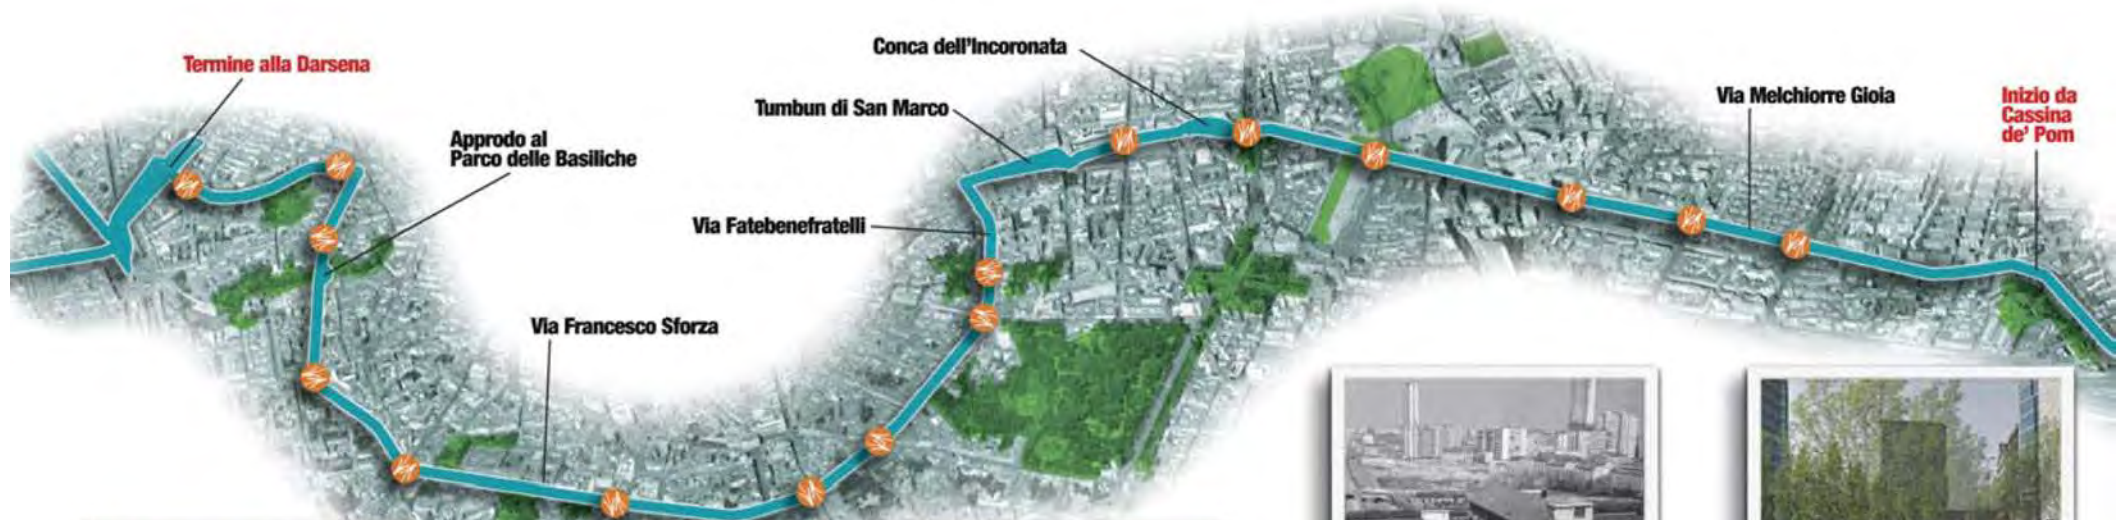 Termine alla Darsena
Approdo al
Parco delle Basiliche
Via Francesco Sforza
Via Fatebenefratelli
Tumbun di San Marco
Conca dell'Incoronata
Via Melchiorre Gioia
Inizio da
Cassina
de' Pom